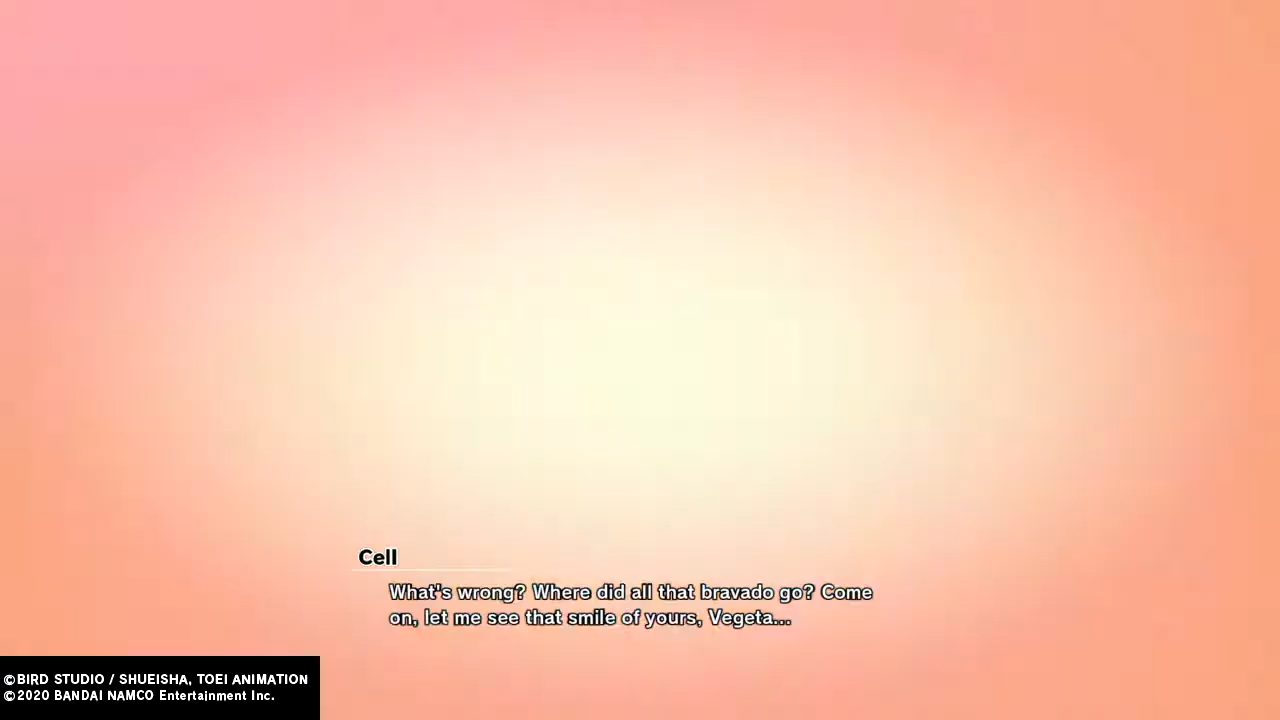 Cell
What's wrong? Where did all that bravado go? Come
on, let me see that smile of yours, Vegeta...
©BIRD STUDIO / SHUEISHA, TOEI ANIMATION
©2020 BANDAI NAMCO Entertainment Inc.